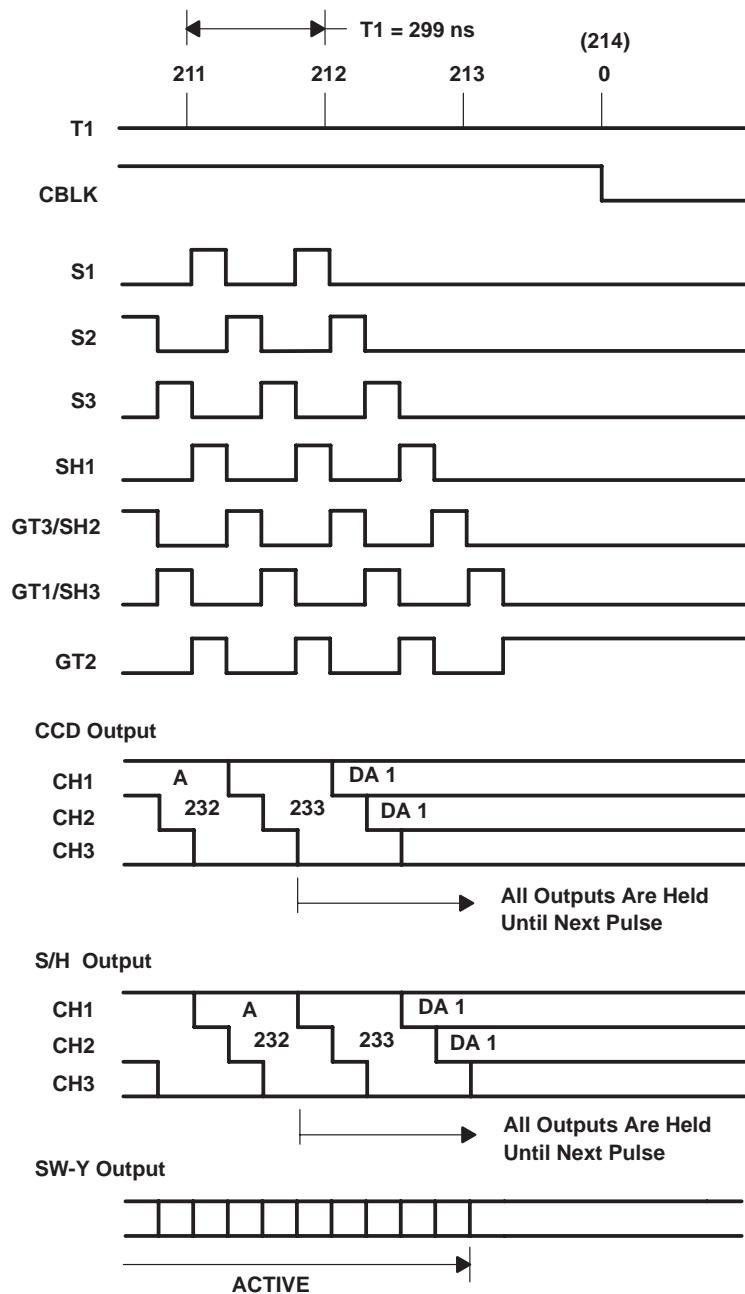 T1 = 299 ns
(214)
211 212 213 0
T1
CBLK
S1
S2
S3
SH1
GT3/SH2
GT1/SH3
GT2
CCD Output
CH1 A DA 1
CH2 232 233 DA 1
CH3
All Outputs Are Held
Until Next Pulse
S/H Output
CH1 A DA 1
CH2 232 233 DA 1
CH3
All Outputs Are Held
Until Next Pulse
SW-Y Output
ACTIVE